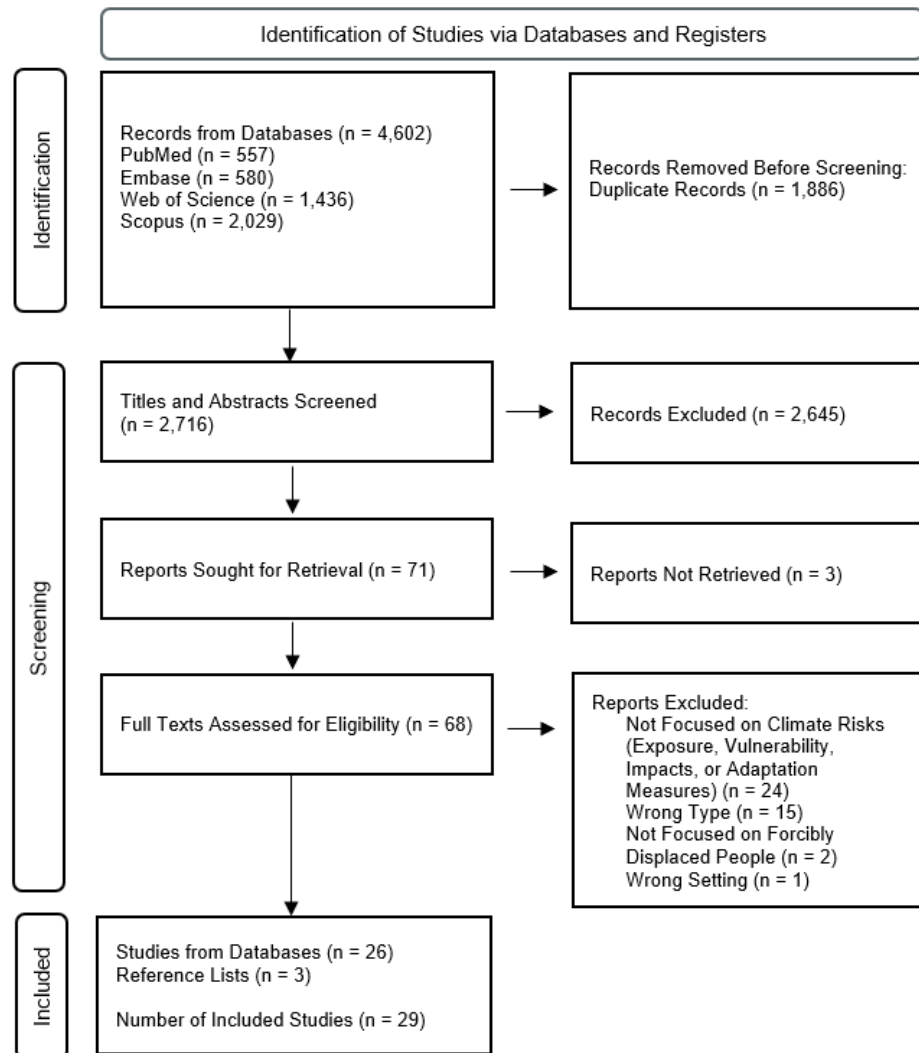 Identification of Studies via Databases and Registers
Identification
Records from Databases (n = 4,602)
PubMed (n = 557)
Embase (n = 580)
Web of Science (n = 1,436)
Scopus (n = 2,029)
Records Removed Before Screening:
Duplicate Records (n = 1,886)
Screening
Titles and Abstracts Screened
(n = 2,716)
Records Excluded (n = 2,645)
Reports Sought for Retrieval (n = 71)
Reports Not Retrieved (n = 3)
Full Texts Assessed for Eligibility (n = 68)
Reports Excluded:
Not Focused on Climate Risks
(Exposure, Vulnerability,
Impacts, or Adaptation
Measures) (n = 24)
Wrong Type (n = 15)
Not Focused on Forcibly
Displaced People (n = 2)
Wrong Setting (n = 1)
Included
Studies from Databases (n = 26)
Reference Lists (n = 3)
Number of Included Studies (n = 29)